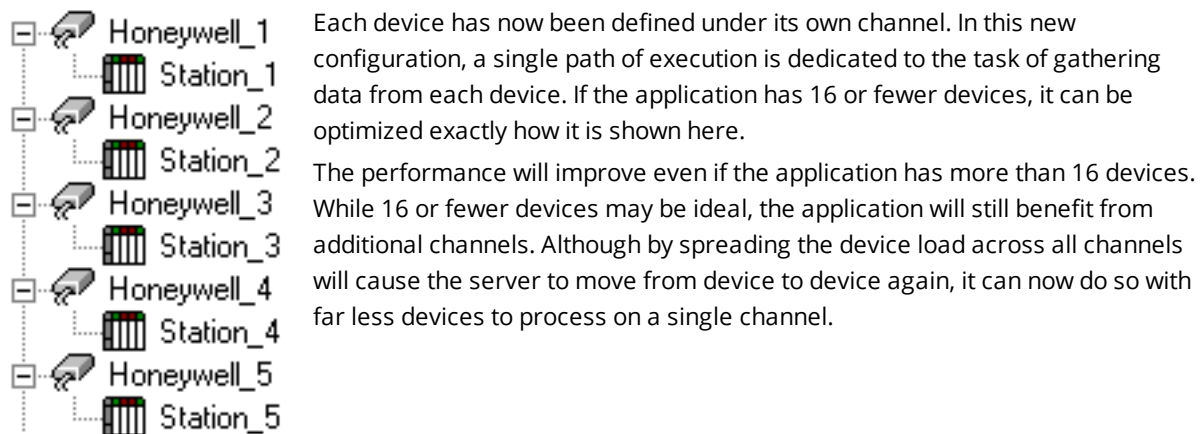 Honeywell_1
Station_1
Honeywell_2
Station_2
Honeywell_3
Station_3
Honeywell_4
Station_4
Honeywell_5
Station_5
Each device has now been defined under its own channel. In this new
configuration, a single path of execution is dedicated to the task of gathering
data from each device. If the application has 16 or fewer devices, it can be
optimized exactly how it is shown here.
The performance will improve even if the application has more than 16 devices.
While 16 or fewer devices may be ideal, the application will still benefit from
additional channels. Although by spreading the device load across all channels
will cause the server to move from device to device again, it can now do so with
far less devices to process on a single channel.